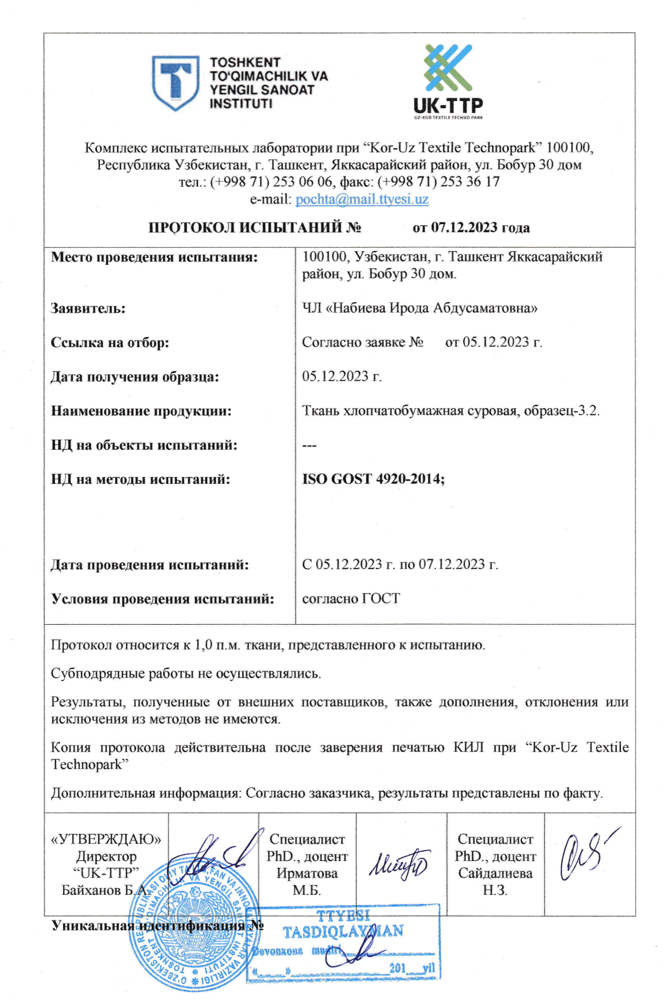 TOSHKENT
TO‘QIMACHILIK VA
YENGIL SANOAT
INSTITUTI
UK-TTP
UZ-KOR TEXTILE TECHNO PARK
Комплекс испытательных лаборатории при “Kor-Uz Textile Technopark” 100100,
Республика Узбекистан, г. Ташкент, Яккасарайский район, ул. Бобур 30 дом
тел.: (+998 71) 253 06 06, факс: (+998 71) 253 36 17
e-mail: pochta@mail.ttyesi.uz
ПРОТОКОЛ ИСПЫТАНИЙ № от 07.12.2023 года
Место проведения испытания: 100100, Узбекистан, г. Ташкент Яккасарайский
район, ул. Бобур 30 дом.
Заявитель: ЧЛ «Набиева Ирода Абдусаматовна»
Ссылка на отбор: Согласно заявке № от 05.12.2023 г.
Дата получения образца: 05.12.2023 г.
Наименование продукции: Ткань хлопчатобумажная суровая, образец-3.2.
НД на объекты испытаний: ---
НД на методы испытаний: ISO GOST 4920-2014;
Дата проведения испытаний: С 05.12.2023 г. по 07.12.2023 г.
Условия проведения испытаний: согласно ГОСТ
Протокол относится к 1,0 п.м. ткани, представленного к испытанию.
Субподрядные работы не осуществлялись.
Результаты, полученные от внешних поставщиков, также дополнения, отклонения или
исключения из методов не имеются.
Копия протокола действительна после заверения печатью КИЛ при “Kor-Uz Textile
Technopark”
Дополнительная информация: Согласно заказчика, результаты представлены по факту.
«УТВЕРЖДАЮ»
Директор
“UK-TTP”
Байханов Б.А.
Специалист
PhD., доцент
Ирматова
М.Б.
Специалист
PhD., доцент
Сайдалиева
Н.З.
Уникальная идентификация №
O‘ZBEKISTON RESPUBLIKASI OLIY TA'LIM, FAN VA INNOVATSIYALAR VAZIRLIGI
TOSHKENT TO‘QIMACHILIK VA YENGIL SANOAT INSTITUTI
TTYESI
TASDIQLAYMAN
Devonxona mudiri
«____»____201___yil